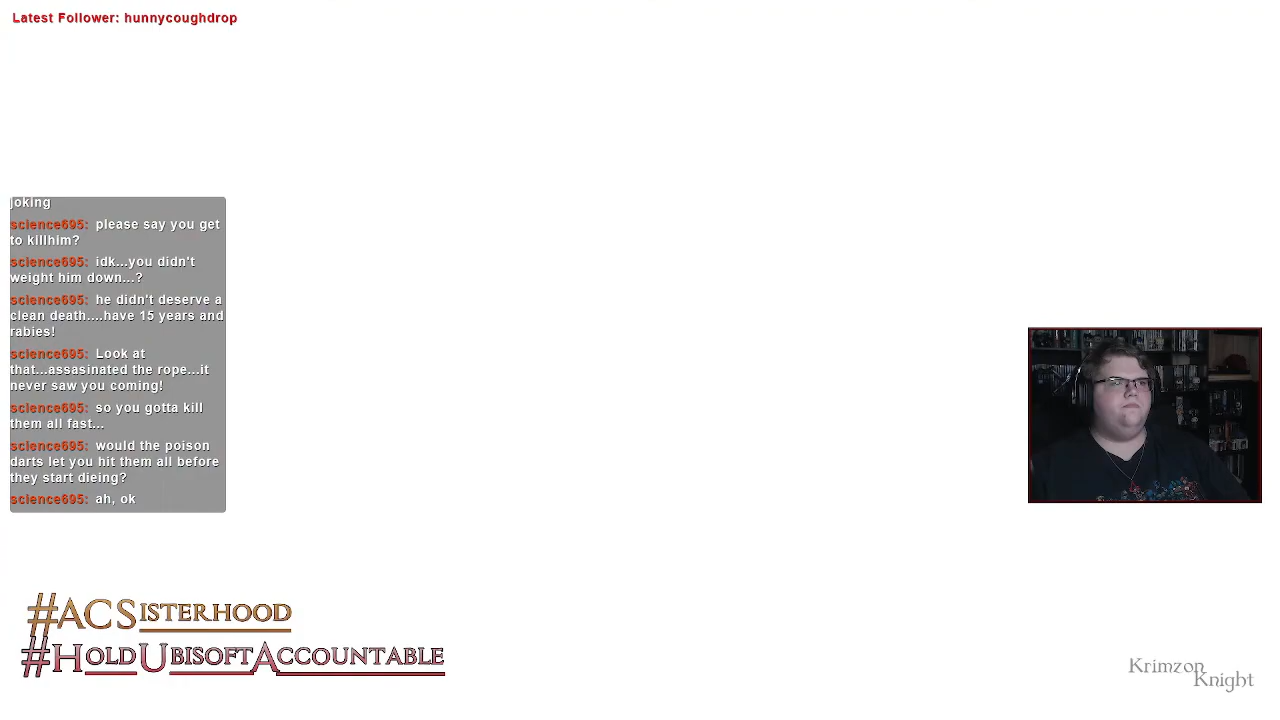 Latest Follower: hunnycoughdrop
joking
science695: please say you get
to killhim?
science695: idk...you didn't
weight him down...?
science695: he didn't deserve a
clean death....have 15 years and
rabies!
science695: Look at
that...assasinated the rope...it
never saw you coming!
science695: so you gotta kill
them all fast...
science695: would the poison
darts let you hit them all before
they start dieing?
science695: ah, ok
#ACSisterhood
#HoldUbisoftAccountable
Krimzon
Knight